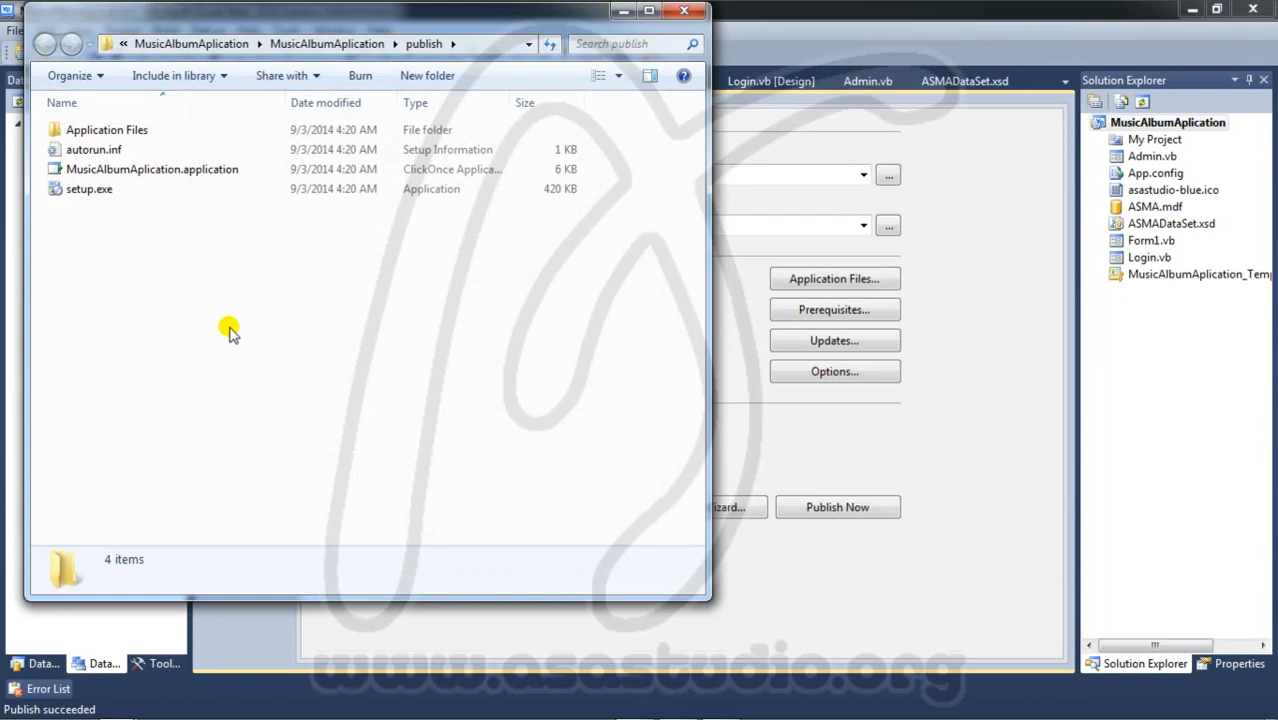 File
MusicAlbumAplication MusicAlbumAplication publish
Search publish
Organize Include in library Share with Burn New folder
Name Date modified Type Size
Application Files 9/3/2014 4:20 AM File folder
autorun.inf 9/3/2014 4:20 AM Setup Information 1 KB
MusicAlbumAplication.application 9/3/2014 4:20 AM ClickOnce Applica... 6 KB
setup.exe 9/3/2014 4:20 AM Application 420 KB
4 items
Login.vb [Design] Admin.vb ASMADataSet.xsd
...
...
Application Files...
Prerequisites...
Updates...
Options...
Publish Now
Solution Explorer
MusicAlbumAplication
My Project
Admin.vb
App.config
asastudio-blue.ico
ASMA.mdf
ASMADataSet.xsd
Form1.vb
Login.vb
MusicAlbumAplication_Temp
Data... Data... Tool...
Solution Explorer Properties
Error List
Publish succeeded
www.asastudio.org